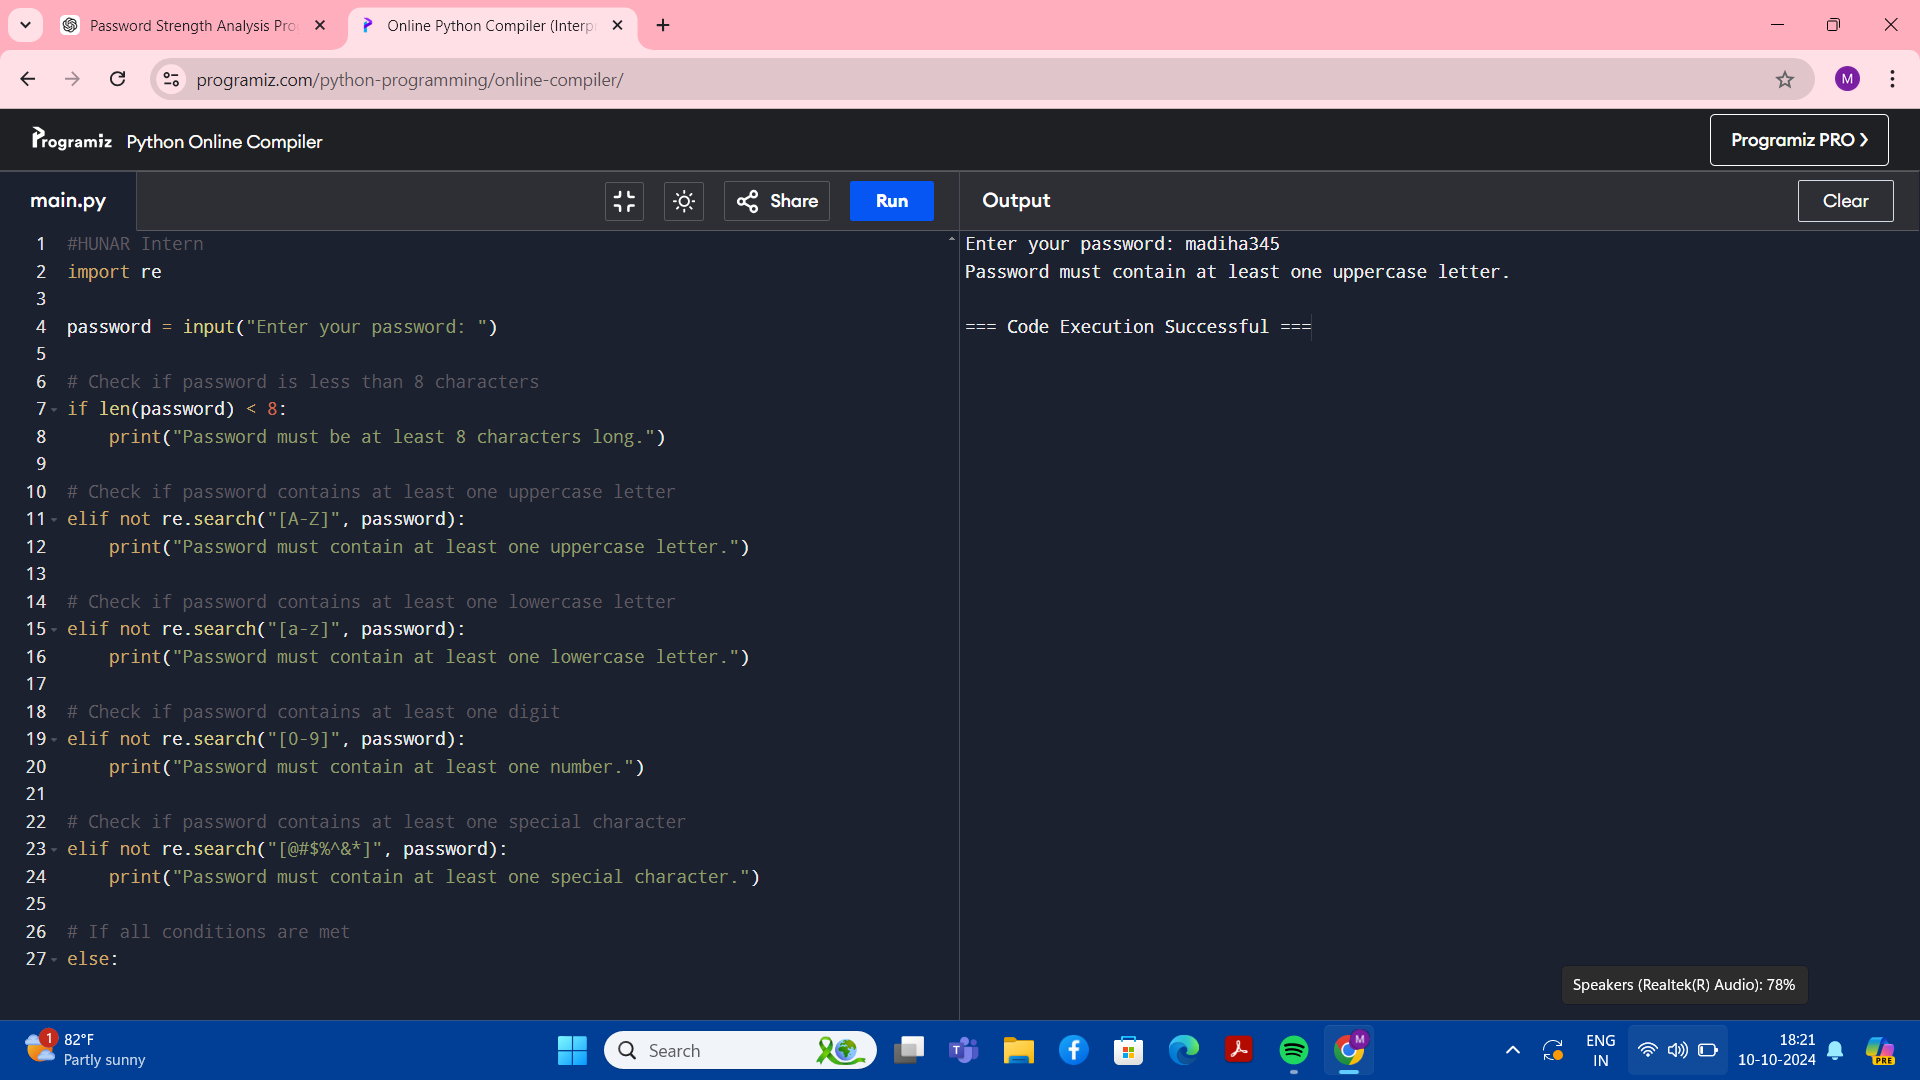 Password Strength Analysis Pro
Online Python Compiler (Interp
programiz.com/python-programming/online-compiler/
M
Programiz Python Online Compiler
Programiz PRO
main.py
Share
Run
Output
Clear
1 #HUNAR Intern
2 import re
3
4 password = input("Enter your password: ")
5
6 # Check if password is less than 8 characters
7 if len(password) < 8:
8 print("Password must be at least 8 characters long.")
9
10 # Check if password contains at least one uppercase letter
11 elif not re.search("[A-Z]", password):
12 print("Password must contain at least one uppercase letter.")
13
14 # Check if password contains at least one lowercase letter
15 elif not re.search("[a-z]", password):
16 print("Password must contain at least one lowercase letter.")
17
18 # Check if password contains at least one digit
19 elif not re.search("[0-9]", password):
20 print("Password must contain at least one number.")
21
22 # Check if password contains at least one special character
23 elif not re.search("[@#$%^&*]", password):
24 print("Password must contain at least one special character.")
25
26 # If all conditions are met
27 else:
Enter your password: madiha345
Password must contain at least one uppercase letter.
=== Code Execution Successful ===
Speakers (Realtek(R) Audio): 78%
1
82°F
Partly sunny
Search
T
M
ENG
IN
18:21
10-10-2024
PRE